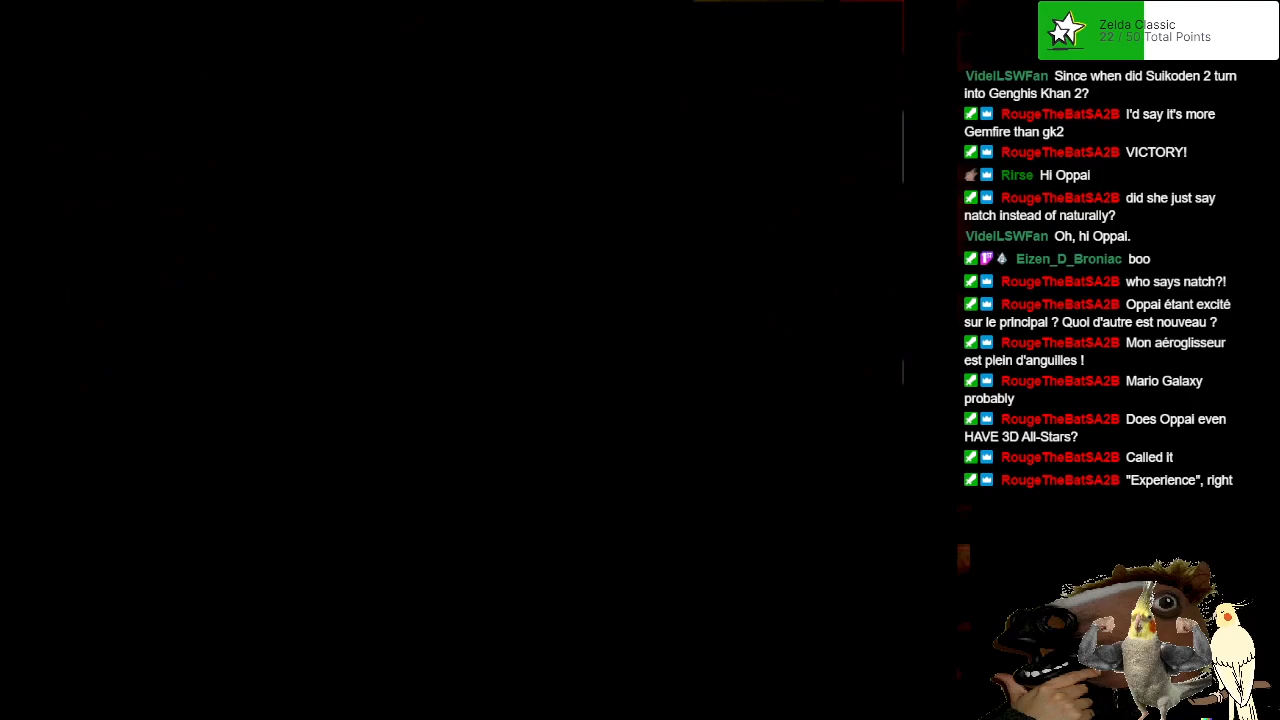 Zelda Classic
22 / 50 Total Points
VidelLSWFan Since when did Suikoden 2 turn
into Genghis Khan 2?
RougeTheBatSA2B I'd say it's more
Gemfire than gk2
RougeTheBatSA2B VICTORY!
Rirse Hi Oppai
RougeTheBatSA2B did she just say
natch instead of naturally?
VidelLSWFan Oh, hi Oppai.
Eizen_D_Broniac boo
RougeTheBatSA2B who says natch?!
RougeTheBatSA2B Oppai étant excité
sur le principal ? Quoi d'autre est nouveau ?
RougeTheBatSA2B Mon aéroglisseur
est plein d'anguilles !
RougeTheBatSA2B Mario Galaxy
probably
RougeTheBatSA2B Does Oppai even
HAVE 3D All-Stars?
RougeTheBatSA2B Called it
RougeTheBatSA2B "Experience", right